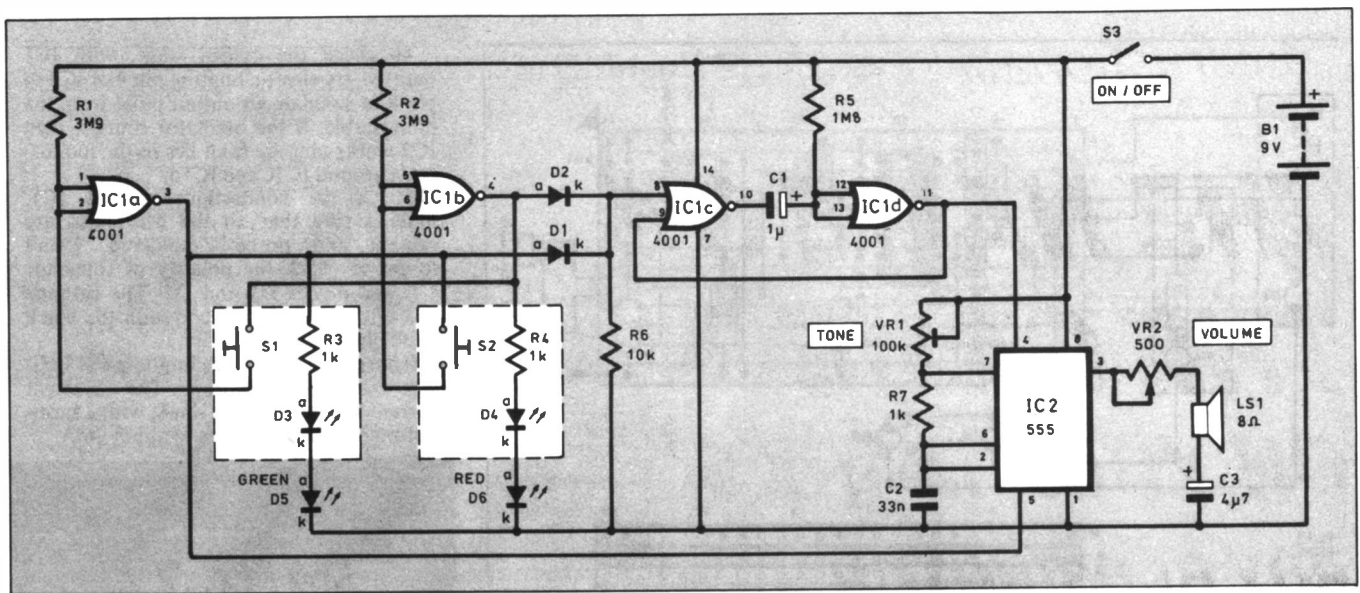 S3
ON / OFF
R1
3M9
R2
3M9
R5
1M8
+
B1
9V
1
2
IC1a
3
4001
5
6
IC1b
4
4001
a
D2
k
a
D1
k
8
9
IC1c
10
14
7
4001
C1
+
1µ
12
13
IC1d
11
4001
S1
R3
1k
a
D3
k
GREEN
a
D5
k
S2
R4
1k
a
D4
k
RED
a
D6
k
R6
10k
TONE
VR1
100k
R7
1k
C2
33n
7
6
2
4
8
3
5
1
IC2
555
VR2
500
VOLUME
LS1
8Ω
+
C3
4µ7